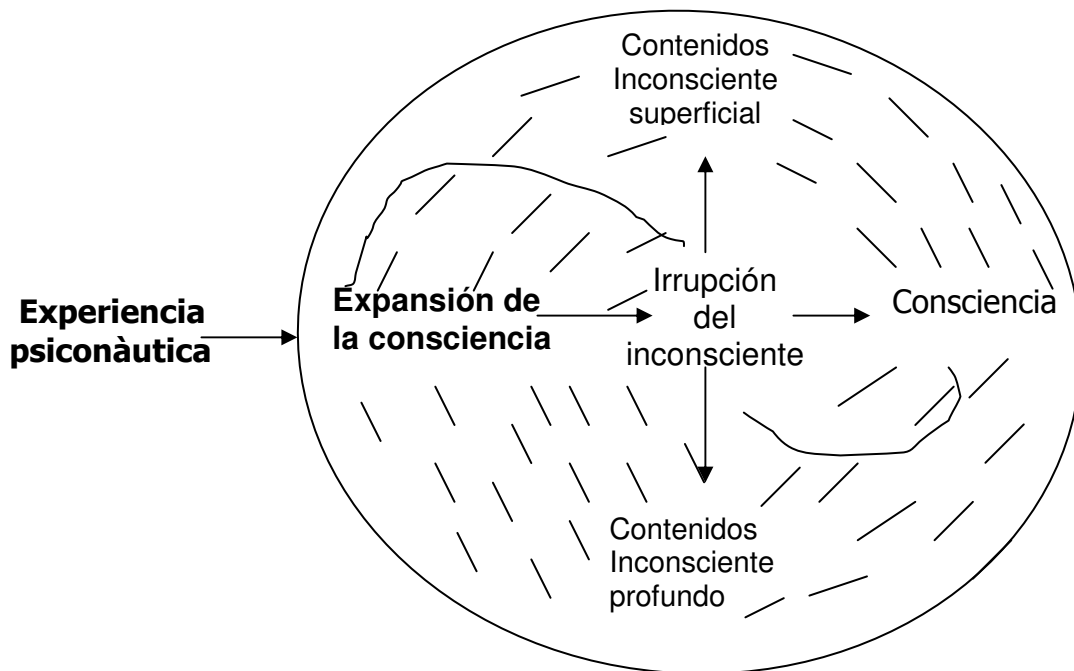 Contenidos
Inconsciente
superficial
Experiencia
psiconàutica
Expansión de
la consciencia
Irrupción
del
inconsciente
Consciencia
Contenidos
Inconsciente
profundo